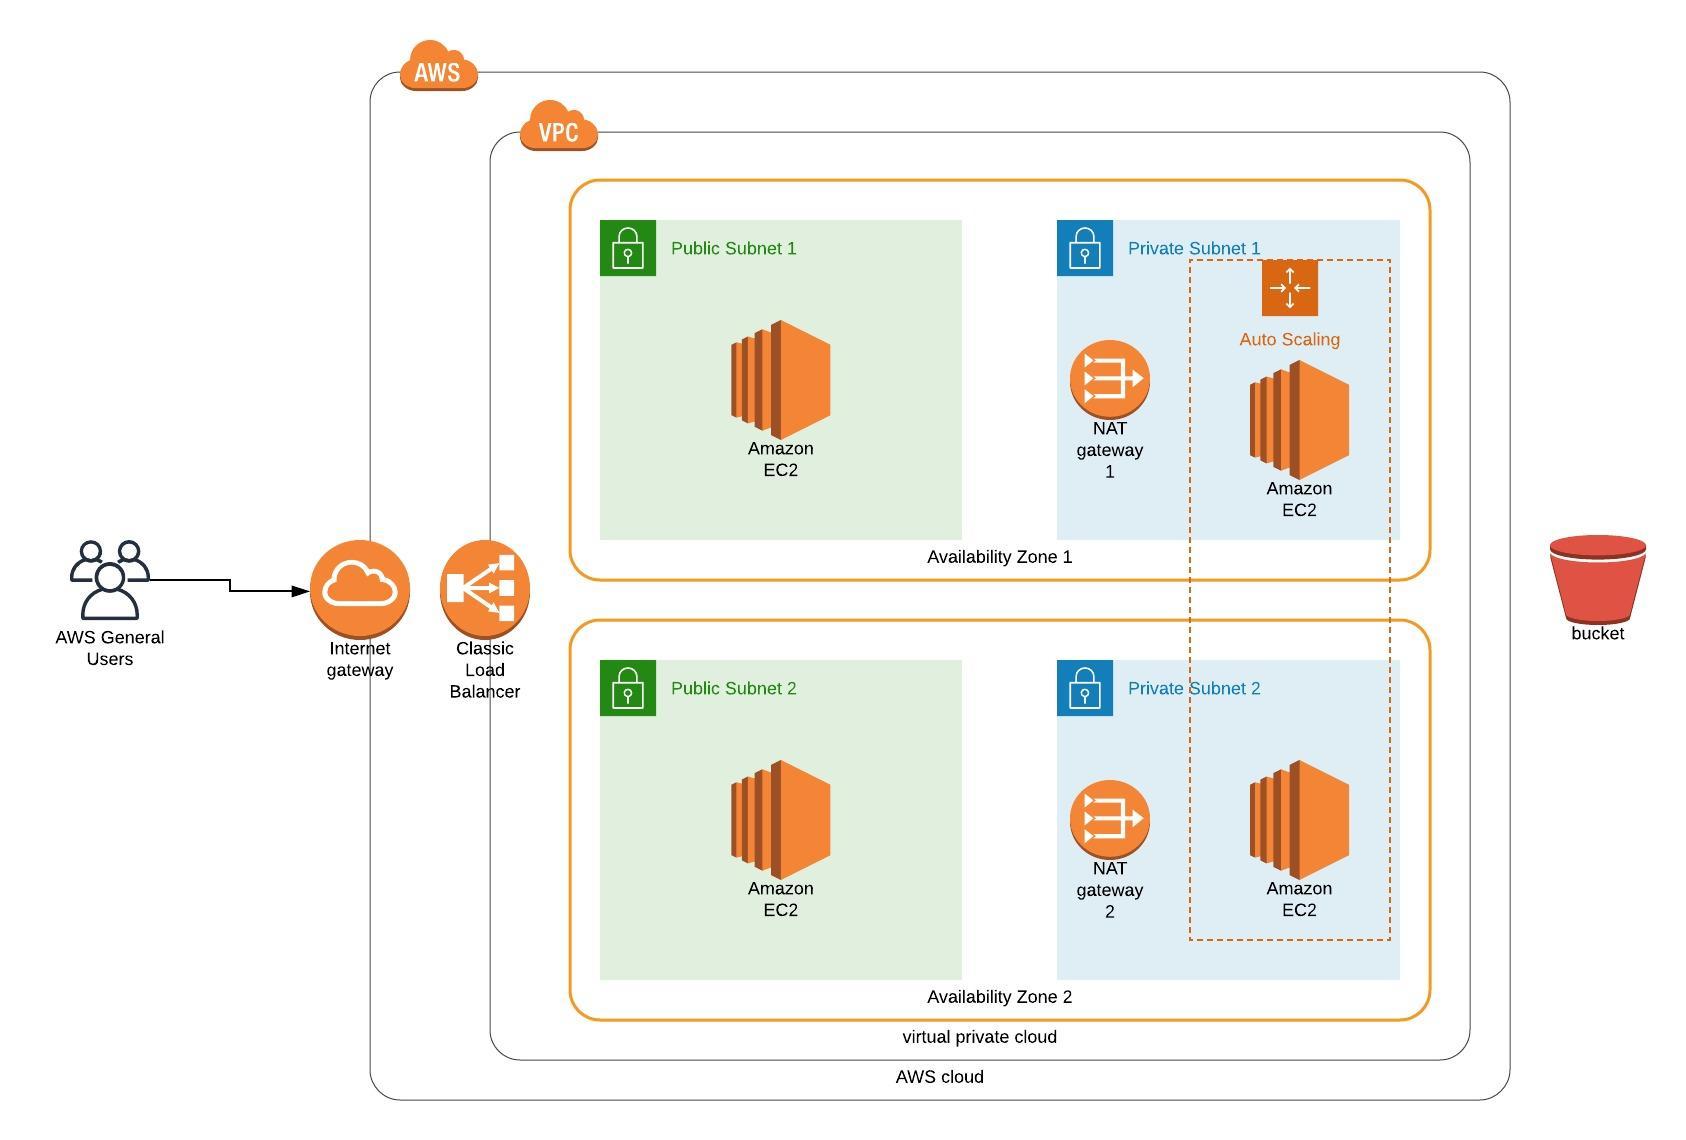 AWS
VPC
Public Subnet 1
Private Subnet 1
Auto Scaling
Amazon
EC2
NAT
gateway
1
Amazon
EC2
Availability Zone 1
AWS General
Users
Internet
gateway
Classic
Load
Balancer
bucket
Public Subnet 2
Private Subnet 2
Amazon
EC2
NAT
gateway
2
Amazon
EC2
Availability Zone 2
virtual private cloud
AWS cloud